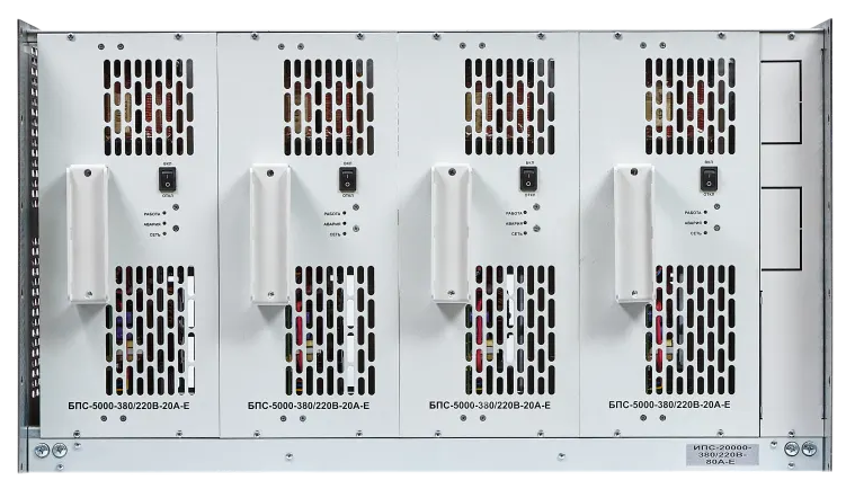 ВКЛ
ОТКЛ
РАБОТА
АВАРИЯ
СЕТЬ
БПС-5000-380/220В-20А-Е
ВКЛ
ОТКЛ
РАБОТА
АВАРИЯ
СЕТЬ
БПС-5000-380/220В-20А-Е
ВКЛ
ОТКЛ
РАБОТА
АВАРИЯ
СЕТЬ
БПС-5000-380/220В-20А-Е
ВКЛ
ОТКЛ
РАБОТА
АВАРИЯ
СЕТЬ
БПС-5000-380/220В-20А-Е
ИПС-20000-
380/220В-
80А-Е